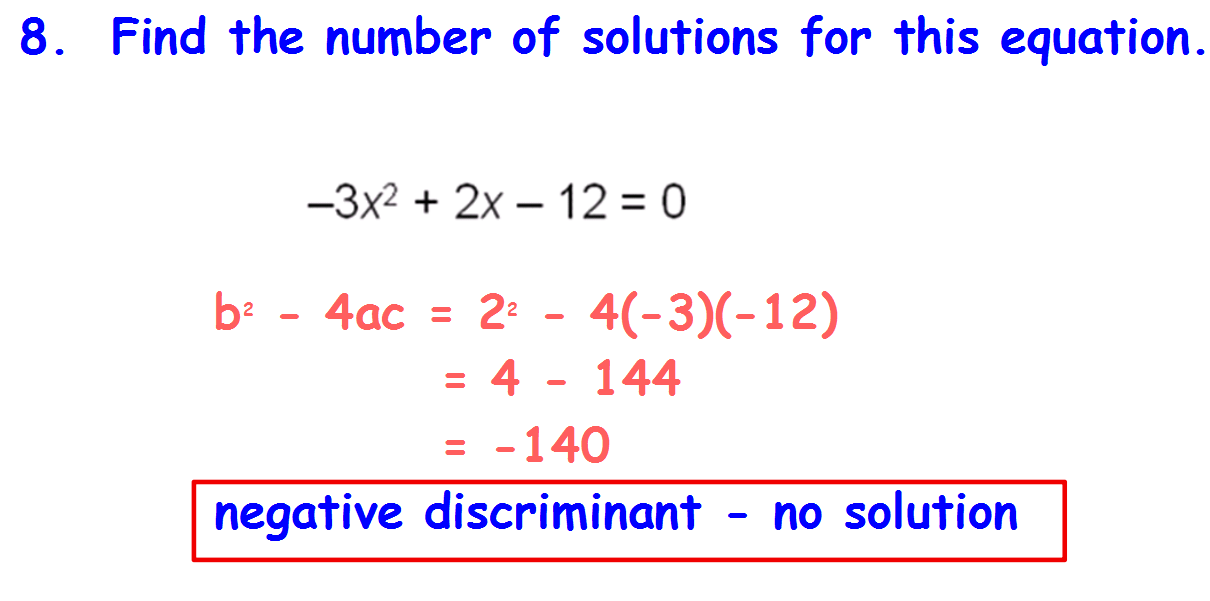 8. Find the number of solutions for this equation.
–3x² + 2x – 12 = 0
b² - 4ac = 2² - 4(-3)(-12)
= 4 - 144
= -140
negative discriminant - no solution